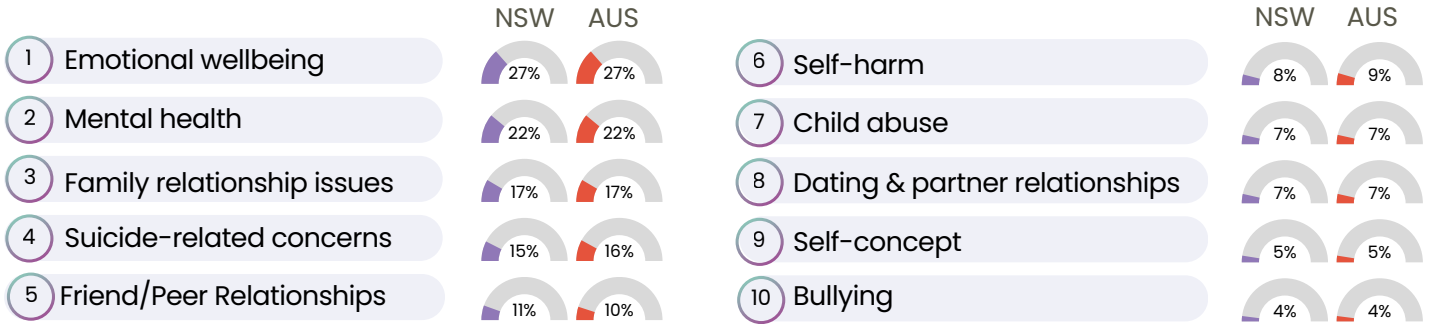 NSW AUS
1 Emotional wellbeing 27% 27%
2 Mental health 22% 22%
3 Family relationship issues 17% 17%
4 Suicide-related concerns 15% 16%
5 Friend/Peer Relationships 11% 10%
NSW AUS
6 Self-harm 8% 9%
7 Child abuse 7% 7%
8 Dating & partner relationships 7% 7%
9 Self-concept 5% 5%
10 Bullying 4% 4%